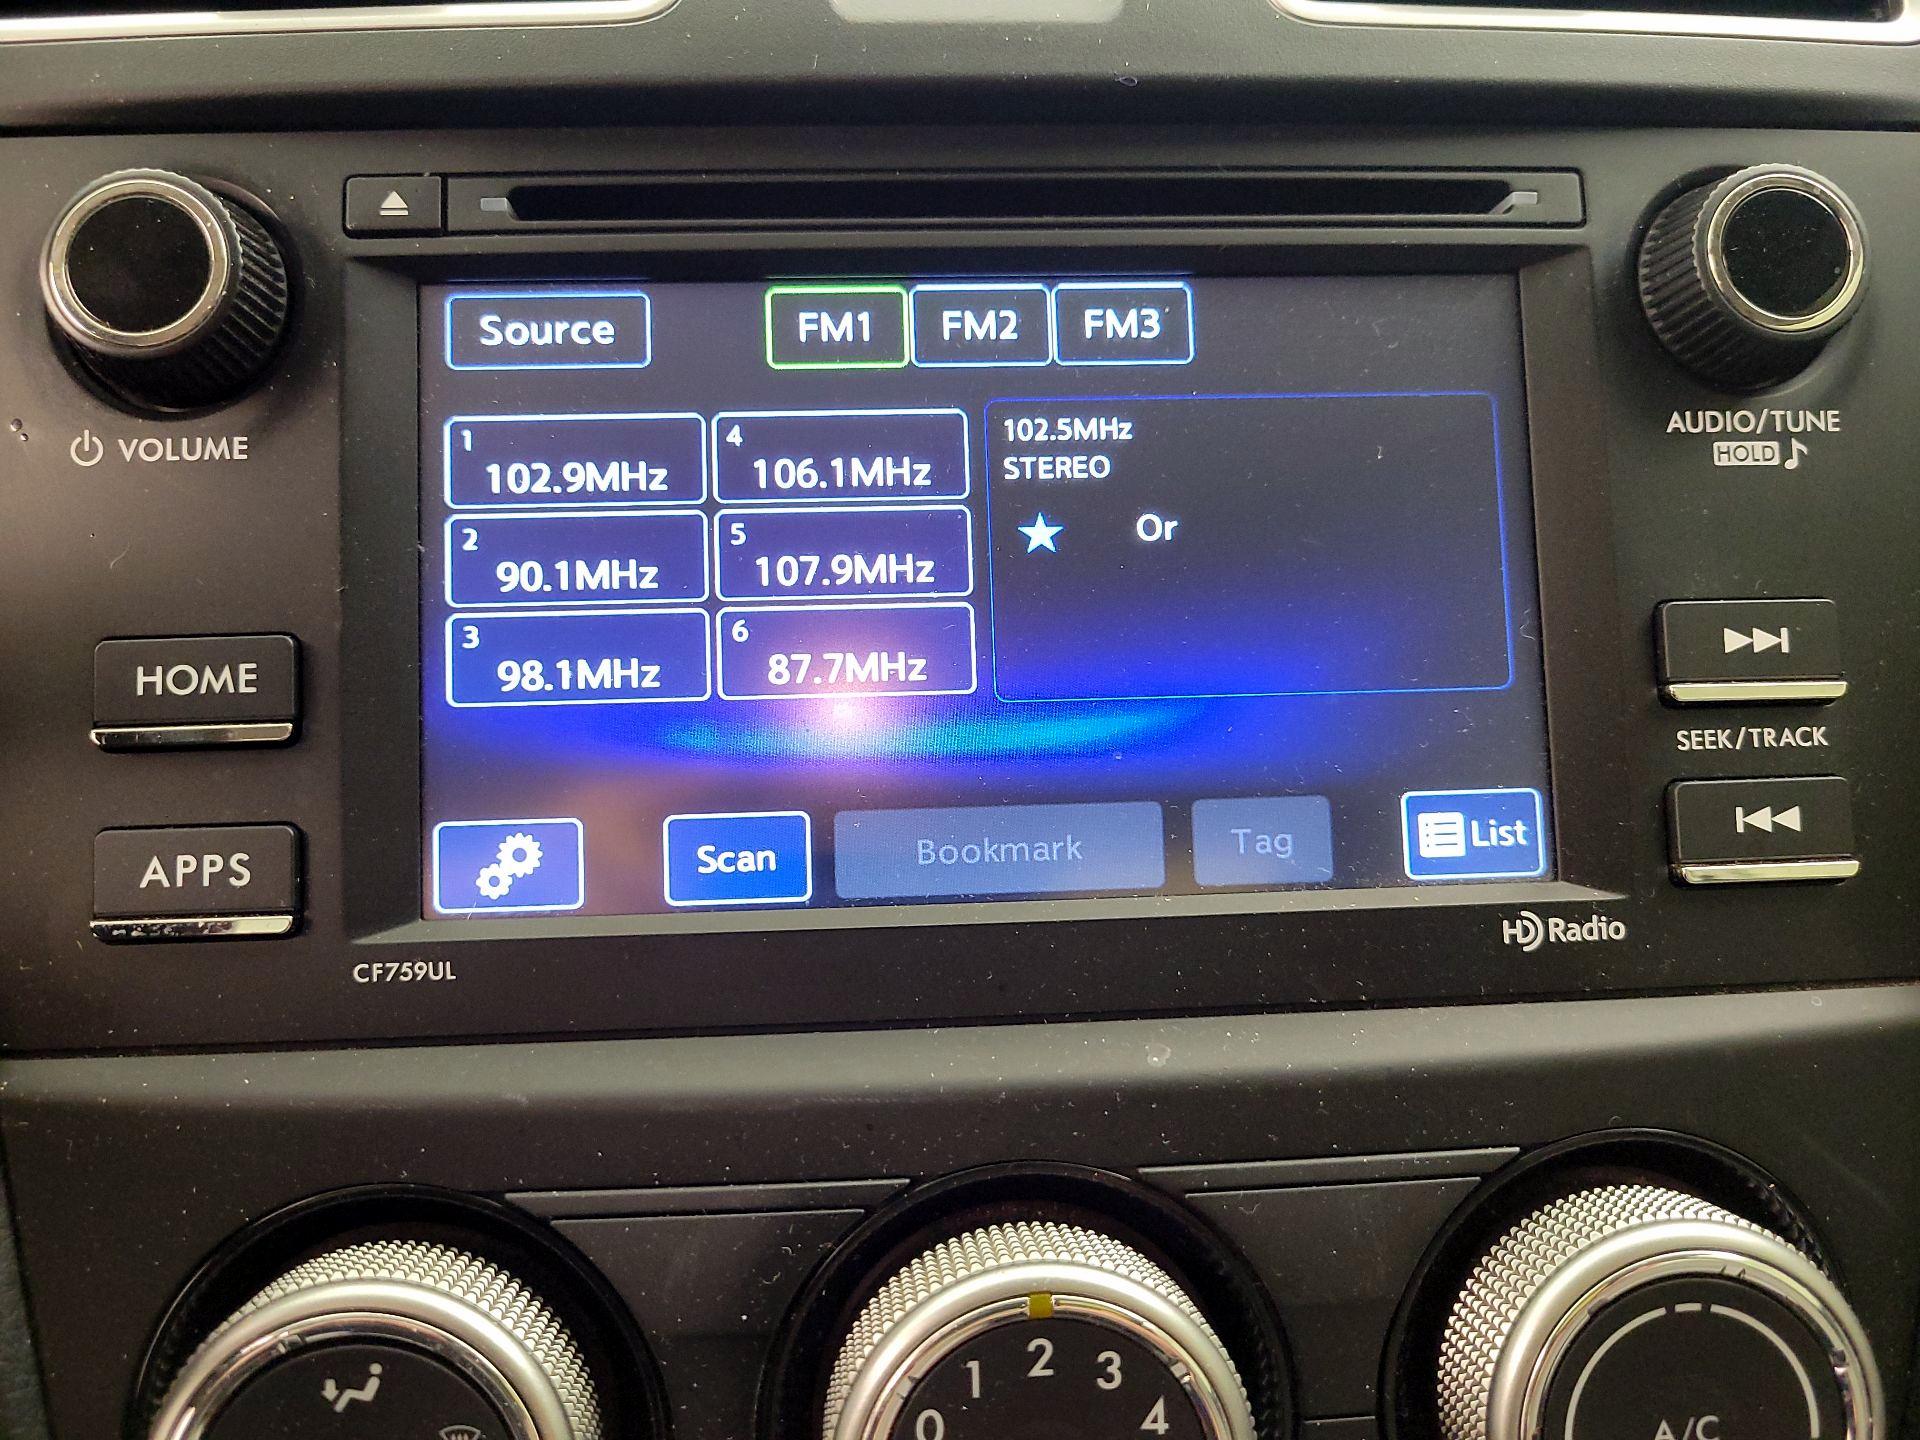 Source
FM1 FM2 FM3
VOLUME
AUDIO/TUNE
HOLD
1
102.9MHz
4
106.1MHz
2
90.1MHz
5
107.9MHz
3
98.1MHz
6
87.7MHz
102.5MHz
STEREO
Or
HOME
APPS
SEEK/TRACK
Scan
Bookmark
Tag
List
CF759UL
HD Radio
0 1 2 3 4
A/C